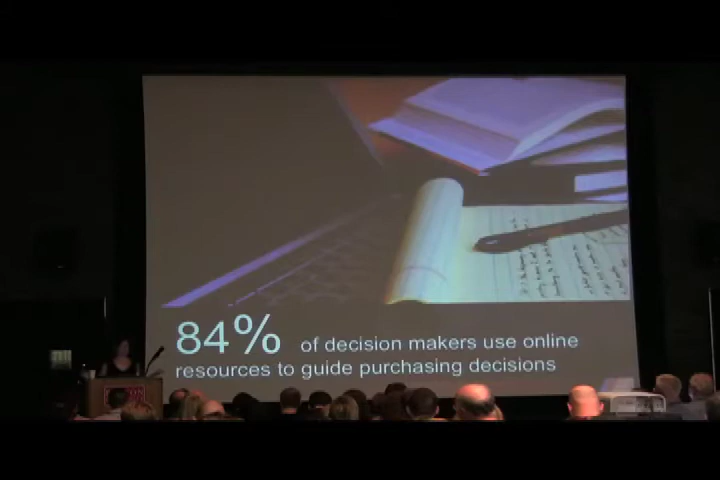 84% of decision makers use online
resources to guide purchasing decisions